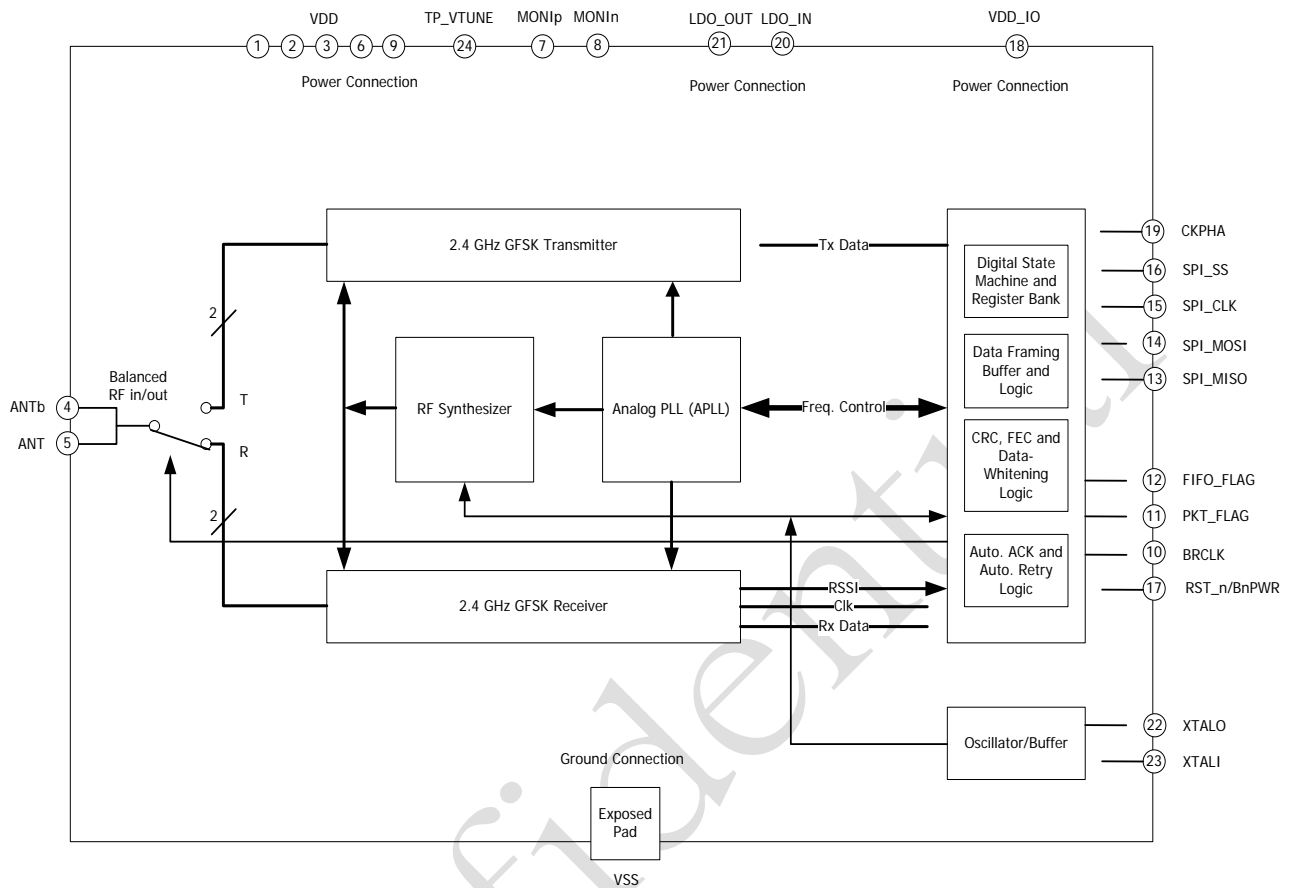 VDD TP_VTUNE MONIp MONIn LDO_OUT LDO_IN VDD_IO
1 2 3 6 9 24 7 8 21 20 18
Power Connection Power Connection Power Connection
2.4 GHz GFSK Transmitter
Tx Data
Digital State
Machine and
Register Bank
19 CKPHA
16 SPI_SS
15 SPI_CLK
14 SPI_MOSI
13 SPI_MISO
2
Data Framing
Buffer and
Logic
Balanced
RF in/out
T
R
ANTb 4
ANT 5
RF Synthesizer
Analog PLL (APLL)
Freq. Control
CRC, FEC and
Data-
Whitening
Logic
12 FIFO_FLAG
11 PKT_FLAG
10 BRCLK
17 RST_n/BnPWR
2
Auto. ACK and
Auto. Retry
Logic
2.4 GHz GFSK Receiver
RSSI
Clk
Rx Data
Oscillator/Buffer
22 XTALO
23 XTALI
Ground Connection
Exposed
Pad
VSS
fidential